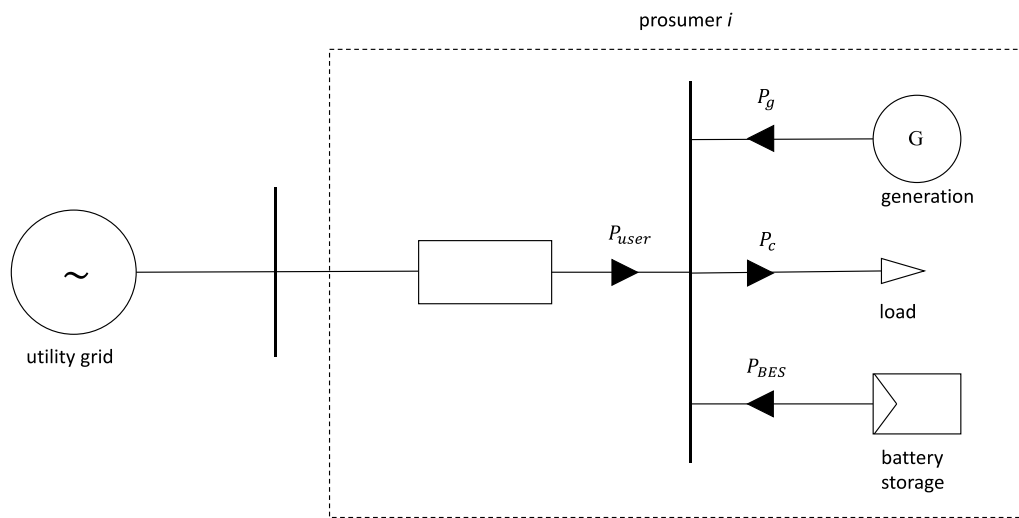 prosumer i
P_g
G
generation
P_user
P_c
~
load
utility grid
P_BES
battery
storage